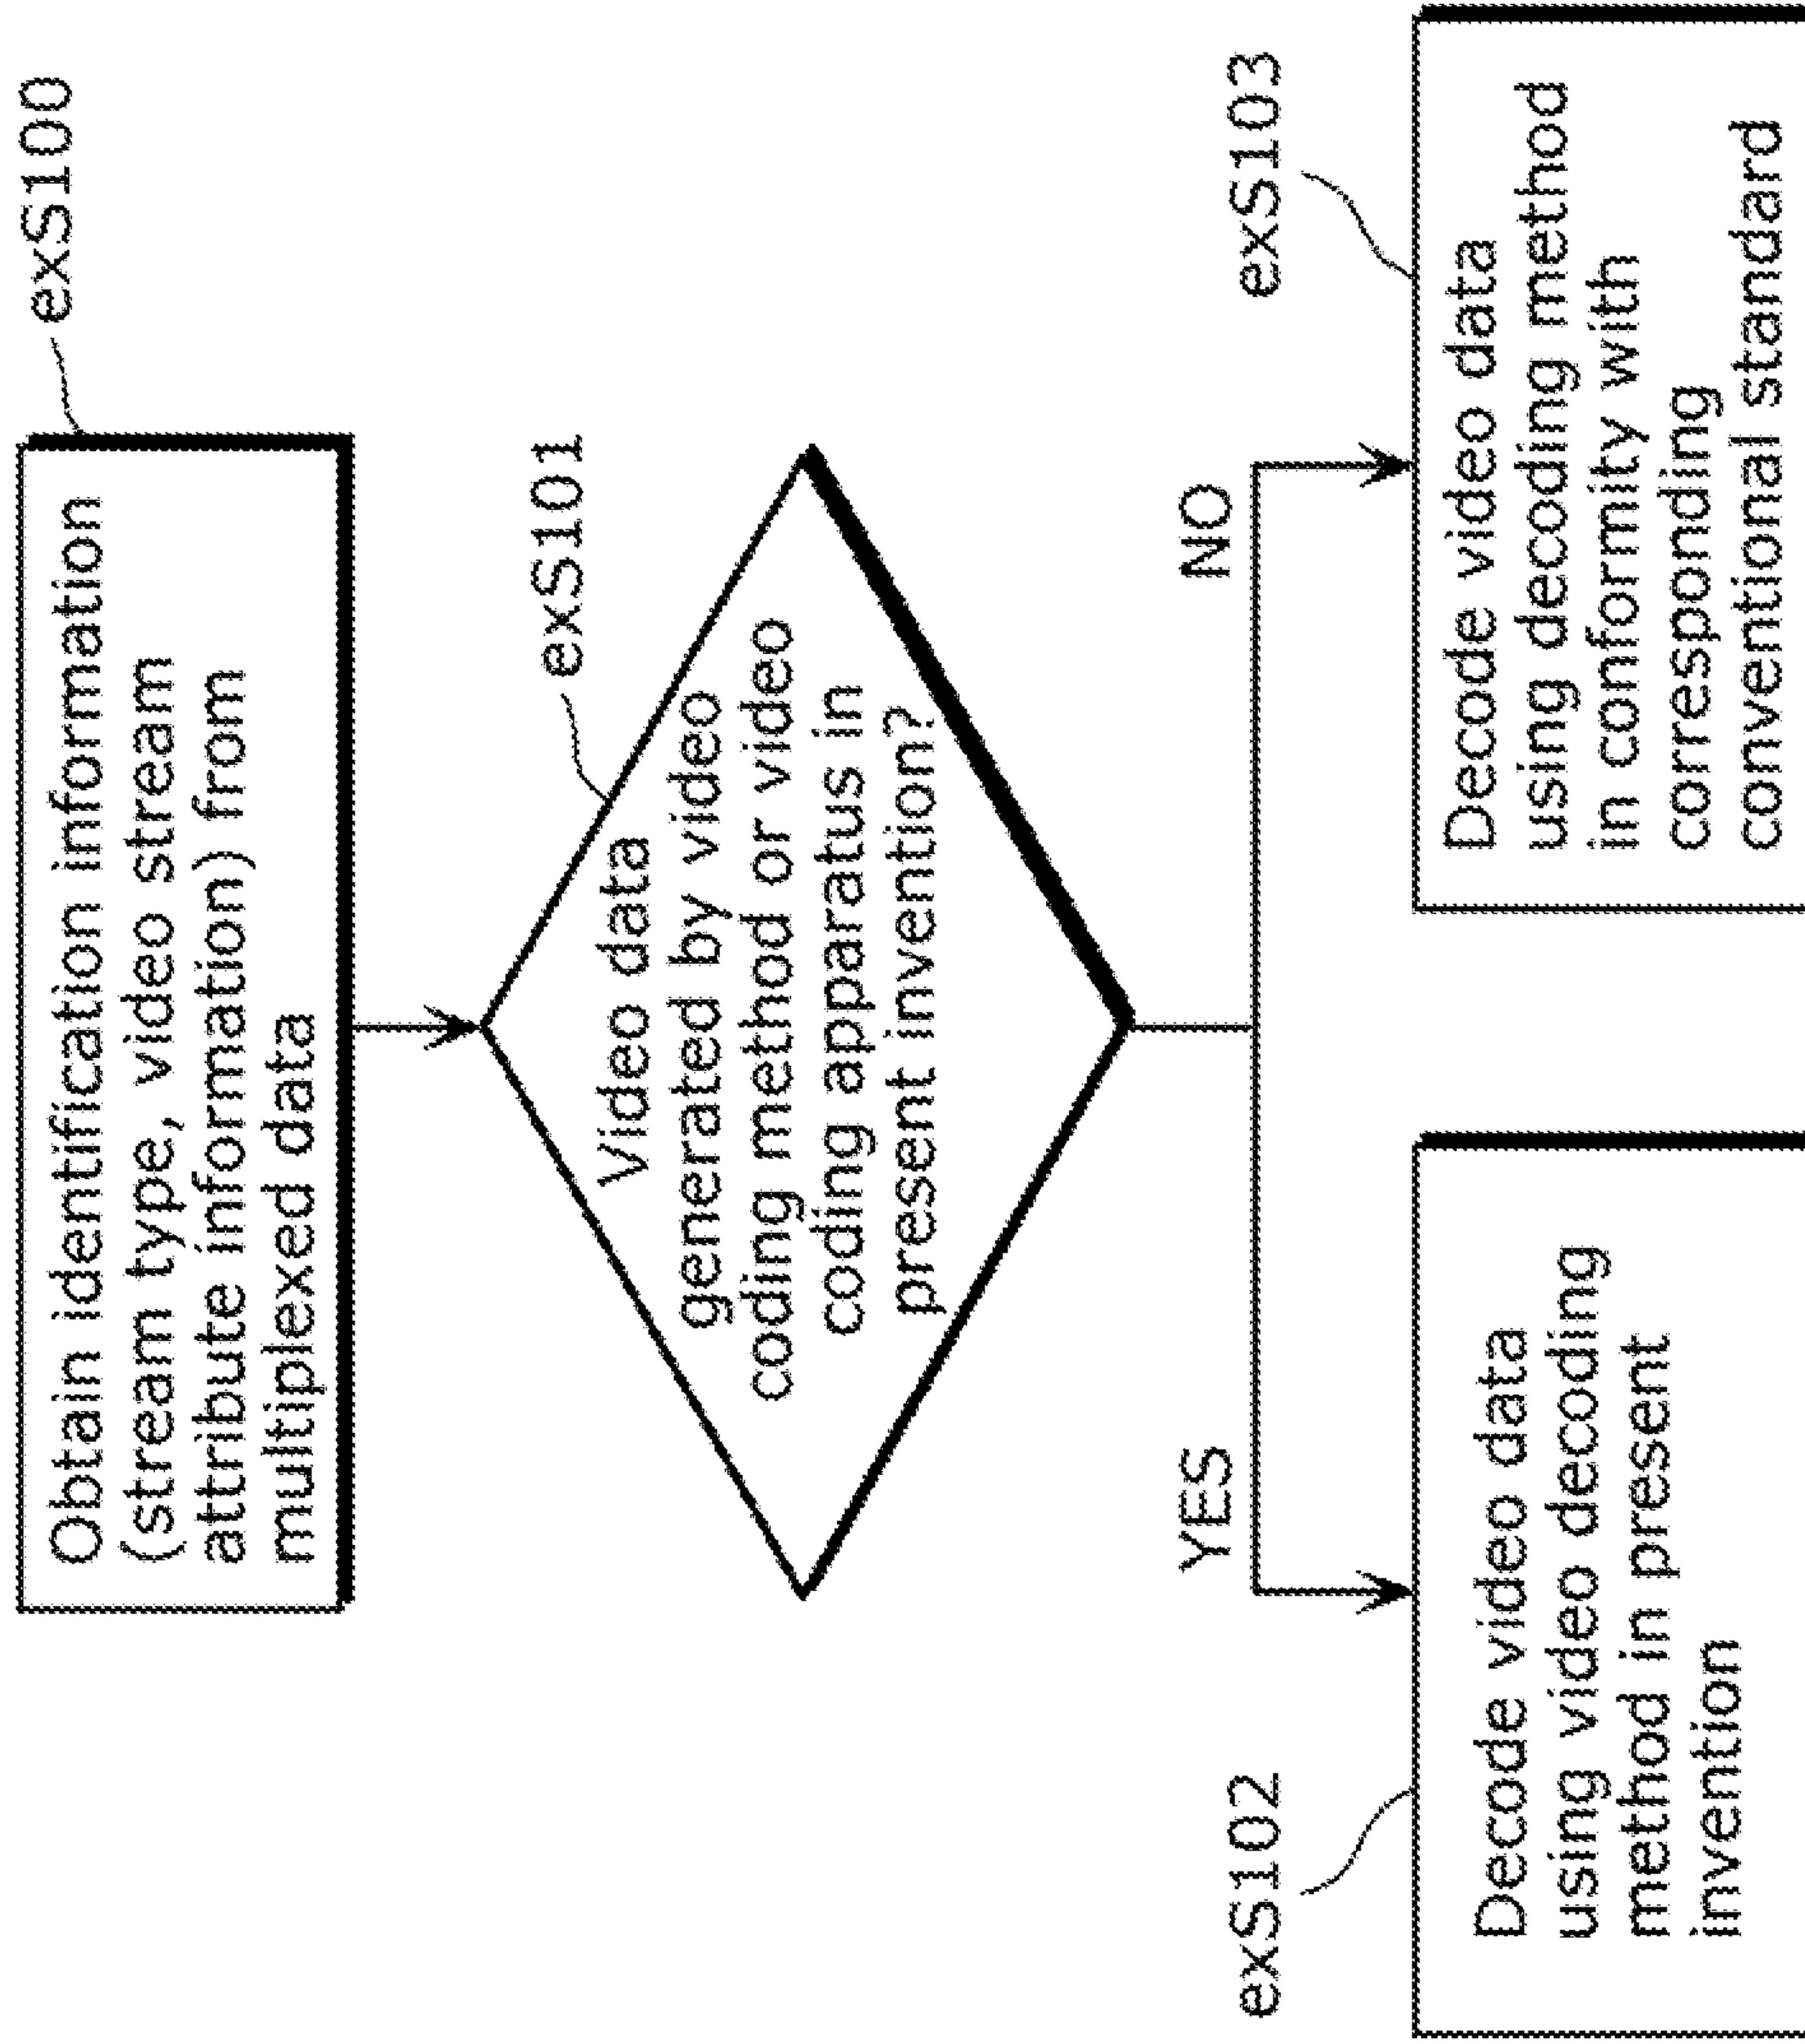 exS100
Obtain identification information
(stream type, video stream
attribute information) from
multiplexed data
exS101
Video data
generated by video
coding method or video
coding apparatus in
present invention?
YES
NO
exS102
Decode video data
using video decoding
method in present
invention
exS103
Decode video data
using decoding method
in conformity with
corresponding
conventional standard